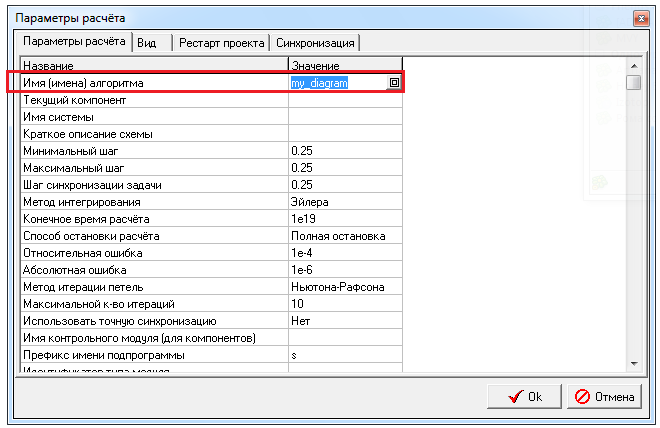 Параметры расчёта
Параметры расчёта Вид Рестарт проекта Синхронизация
Название Значение
Имя (имена) алгоритма my_diagram
Текущий компонент
Имя системы
Краткое описание схемы
Минимальный шаг 0.25
Максимальный шаг 0.25
Шаг синхронизации задачи 0.25
Метод интегрирования Эйлера
Конечное время расчёта 1e19
Способ остановки расчёта Полная остановка
Относительная ошибка 1e-4
Абсолютная ошибка 1e-6
Метод итерации петель Ньютона-Рафсона
Максимальной к-во итераций 10
Использовать точную синхронизацию Нет
Имя контрольного модуля (для компонентов)
Префикс имени подпрограммы s
Идентификатор типа модуля
Ok Отмена